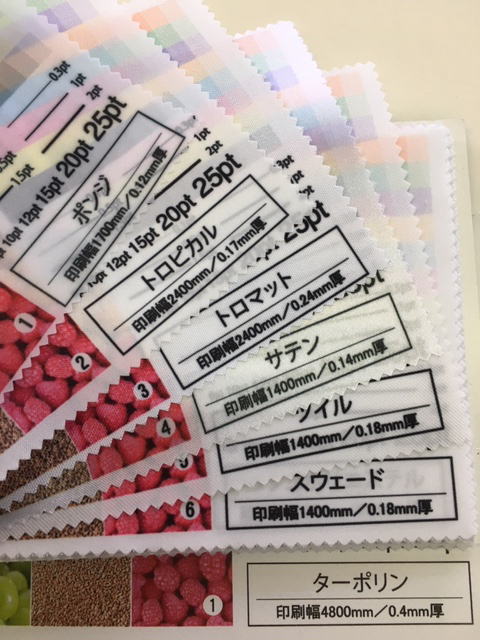 0.3pt
1pt
2pt
1.5pt
10pt 12pt 15pt 20pt 25pt
ポンジ
印刷幅1700mm/0.12mm厚
1
1pt
2pt
12pt 15pt 20pt 25pt
トロピカル
印刷幅2400mm/0.17mm厚
2
3pt
25pt
トロマット
印刷幅2400mm/0.24mm厚
3
サテン
印刷幅1400mm/0.14mm厚
4
ツイル
印刷幅1400mm/0.18mm厚
5
スウェード
印刷幅1400mm/0.18mm厚
6
ターポリン
印刷幅4800mm/0.4mm厚
1